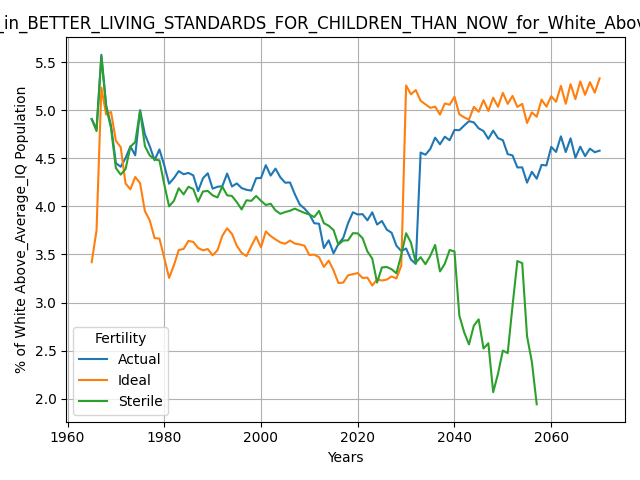 _in_BETTER_LIVING_STANDARDS_FOR_CHILDREN_THAN_NOW_for_White_Abov
% of White Above_Average_IQ Population
5.5
5.0
4.5
4.0
3.5
3.0
2.5
2.0
Fertility
Actual
Ideal
Sterile
1960
1980
2000
2020
2040
2060
Years